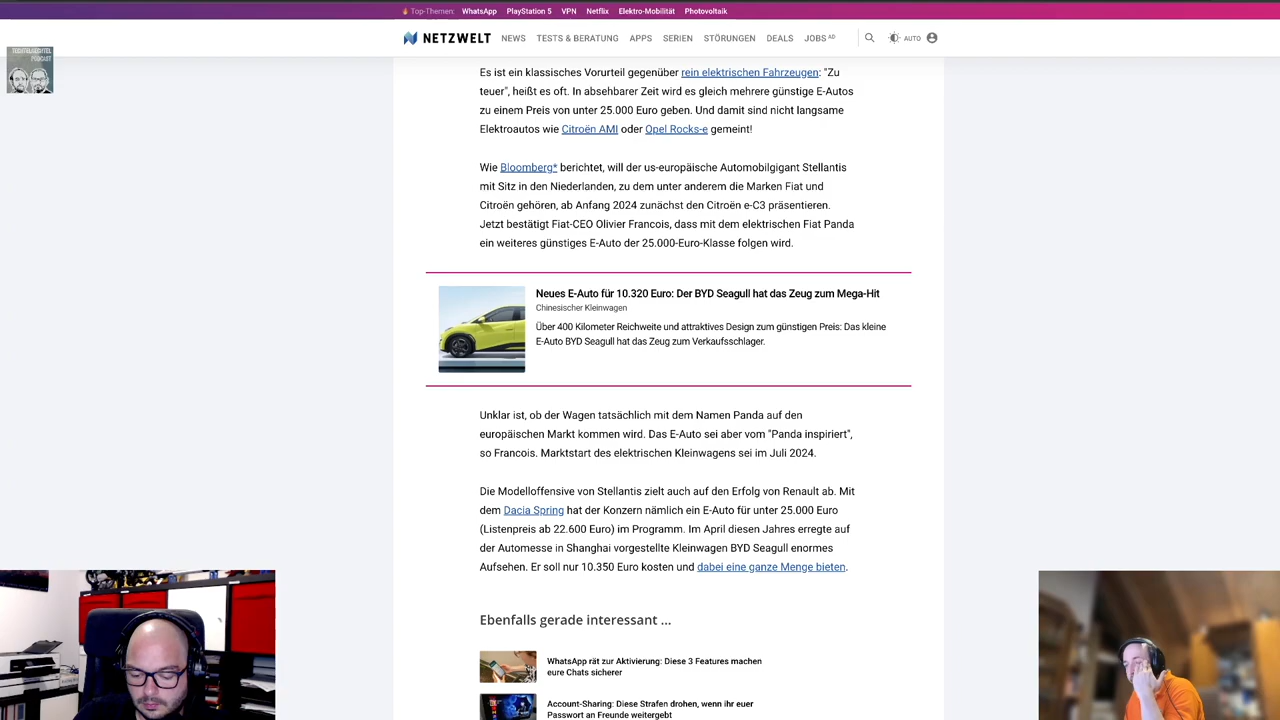 🔥 Top-Themen: WhatsApp PlayStation 5 VPN Netflix Elektro-Mobilität Photovoltaik
NETZWELT NEWS TESTS & BERATUNG APPS SERIEN STÖRUNGEN DEALS JOBS AD AUTO
TECHTELMECHTEL
PODCAST
Es ist ein klassisches Vorurteil gegenüber rein elektrischen Fahrzeugen: "Zu
teuer", heißt es oft. In absehbarer Zeit wird es gleich mehrere günstige E-Autos
zu einem Preis von unter 25.000 Euro geben. Und damit sind nicht langsame
Elektroautos wie Citroën AMI oder Opel Rocks-e gemeint!
Wie Bloomberg* berichtet, will der us-europäische Automobilgigant Stellantis
mit Sitz in den Niederlanden, zu dem unter anderem die Marken Fiat und
Citroën gehören, ab Anfang 2024 zunächst den Citroën e-C3 präsentieren.
Jetzt bestätigt Fiat-CEO Olivier Francois, dass mit dem elektrischen Fiat Panda
ein weiteres günstiges E-Auto der 25.000-Euro-Klasse folgen wird.
Neues E-Auto für 10.320 Euro: Der BYD Seagull hat das Zeug zum Mega-Hit
Chinesischer Kleinwagen
Über 400 Kilometer Reichweite und attraktives Design zum günstigen Preis: Das kleine
E-Auto BYD Seagull hat das Zeug zum Verkaufsschlager.
Unklar ist, ob der Wagen tatsächlich mit dem Namen Panda auf den
europäischen Markt kommen wird. Das E-Auto sei aber vom "Panda inspiriert",
so Francois. Marktstart des elektrischen Kleinwagens sei im Juli 2024.
Die Modelloffensive von Stellantis zielt auch auf den Erfolg von Renault ab. Mit
dem Dacia Spring hat der Konzern nämlich ein E-Auto für unter 25.000 Euro
(Listenpreis ab 22.600 Euro) im Programm. Im April diesen Jahres erregte auf
der Automesse in Shanghai vorgestellte Kleinwagen BYD Seagull enormes
Aufsehen. Er soll nur 10.350 Euro kosten und dabei eine ganze Menge bieten.
Ebenfalls gerade interessant ...
WhatsApp rät zur Aktivierung: Diese 3 Features machen
eure Chats sicherer
Account-Sharing: Diese Strafen drohen, wenn ihr euer
Passwort an Freunde weitergebt